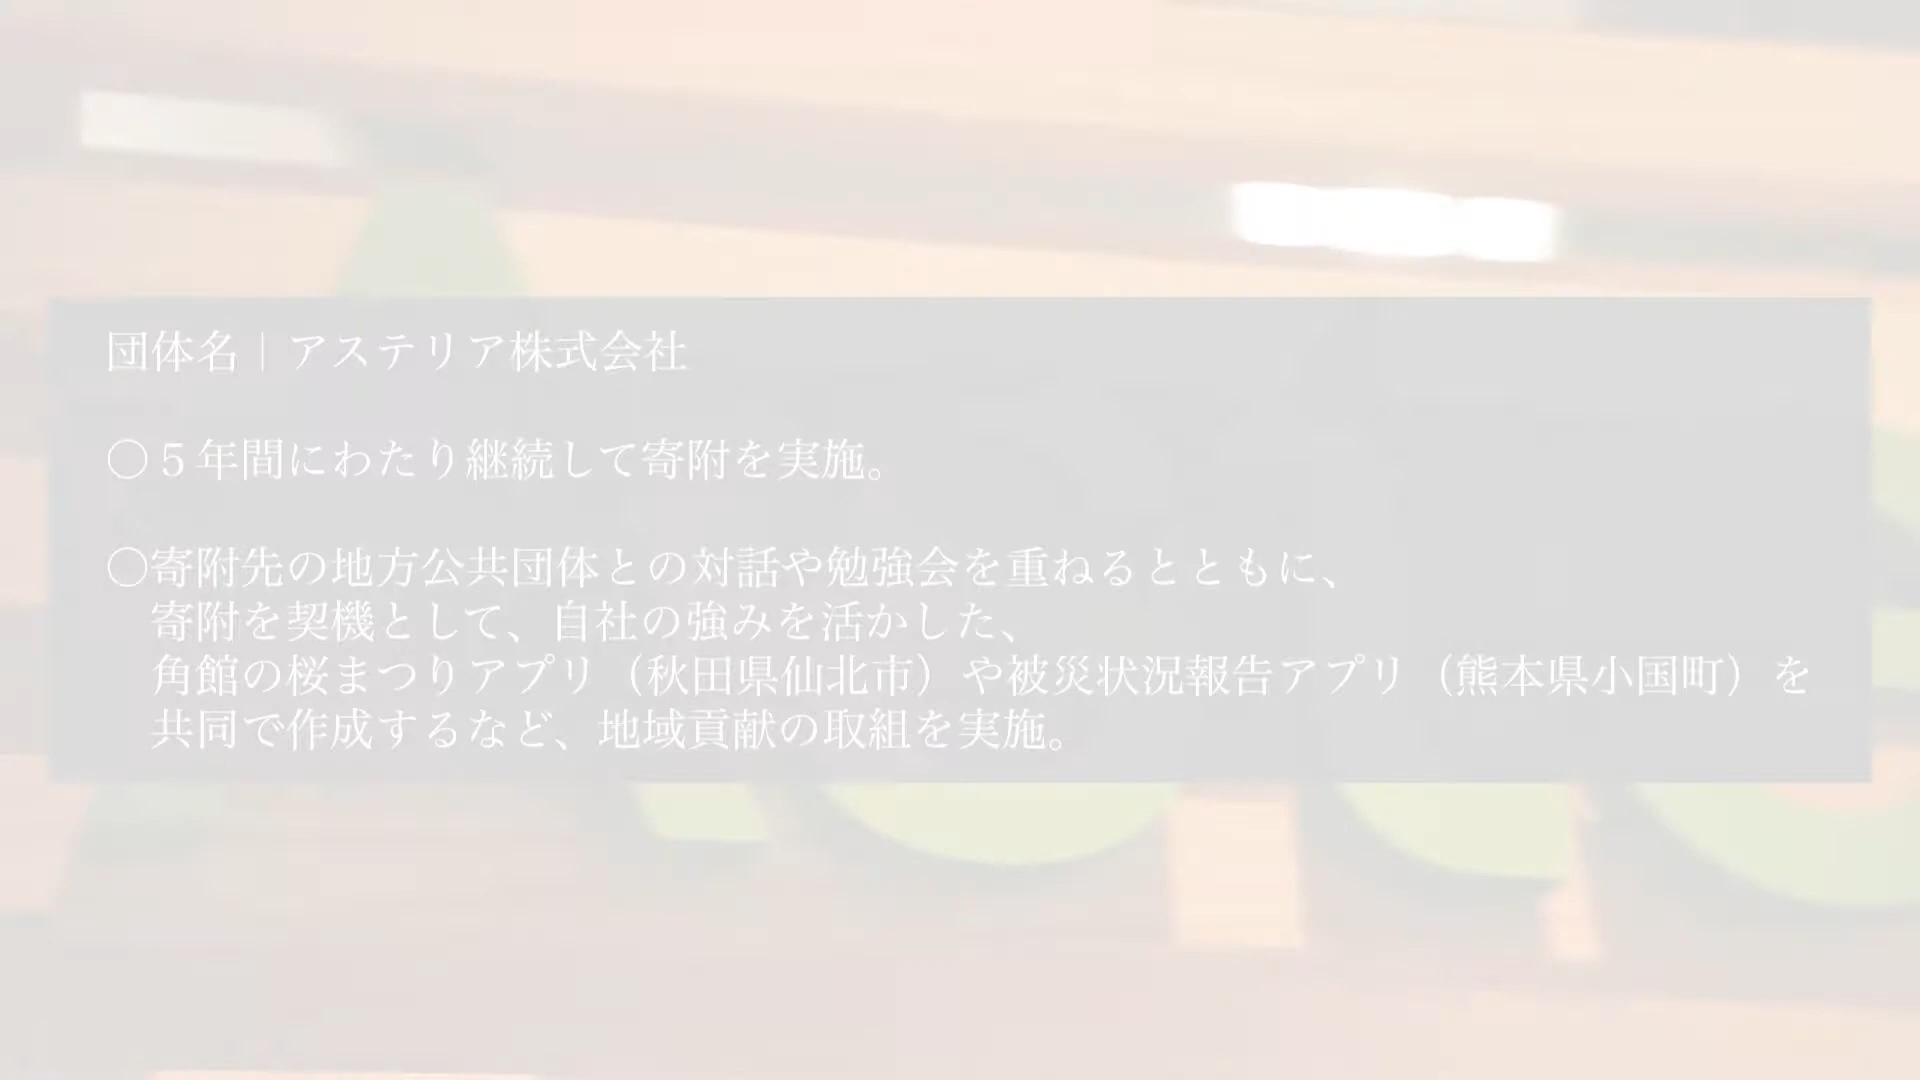 団体名｜アステリア株式会社
○５年間にわたり継続して寄附を実施。
○寄附先の地方公共団体との対話や勉強会を重ねるとともに、
寄附を契機として、自社の強みを活かした、
角館の桜まつりアプリ（秋田県仙北市）や被災状況報告アプリ（熊本県小国町）を
共同で作成するなど、地域貢献の取組を実施。